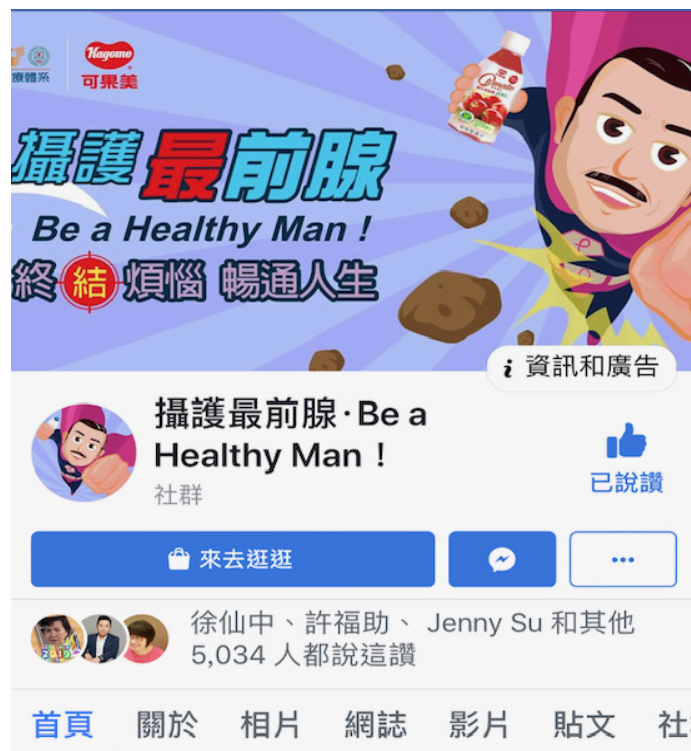 療體系
Kagome
可果美
攝護最前腺
Be a Healthy Man !
終結煩惱 暢通人生
i 資訊和廣告
攝護最前腺·Be a
Healthy Man！
社群
已說讚
來去逛逛
徐仙中、許福助、 Jenny Su 和其他
5,034 人都說這讚
首頁 關於 相片 網誌 影片 貼文 社